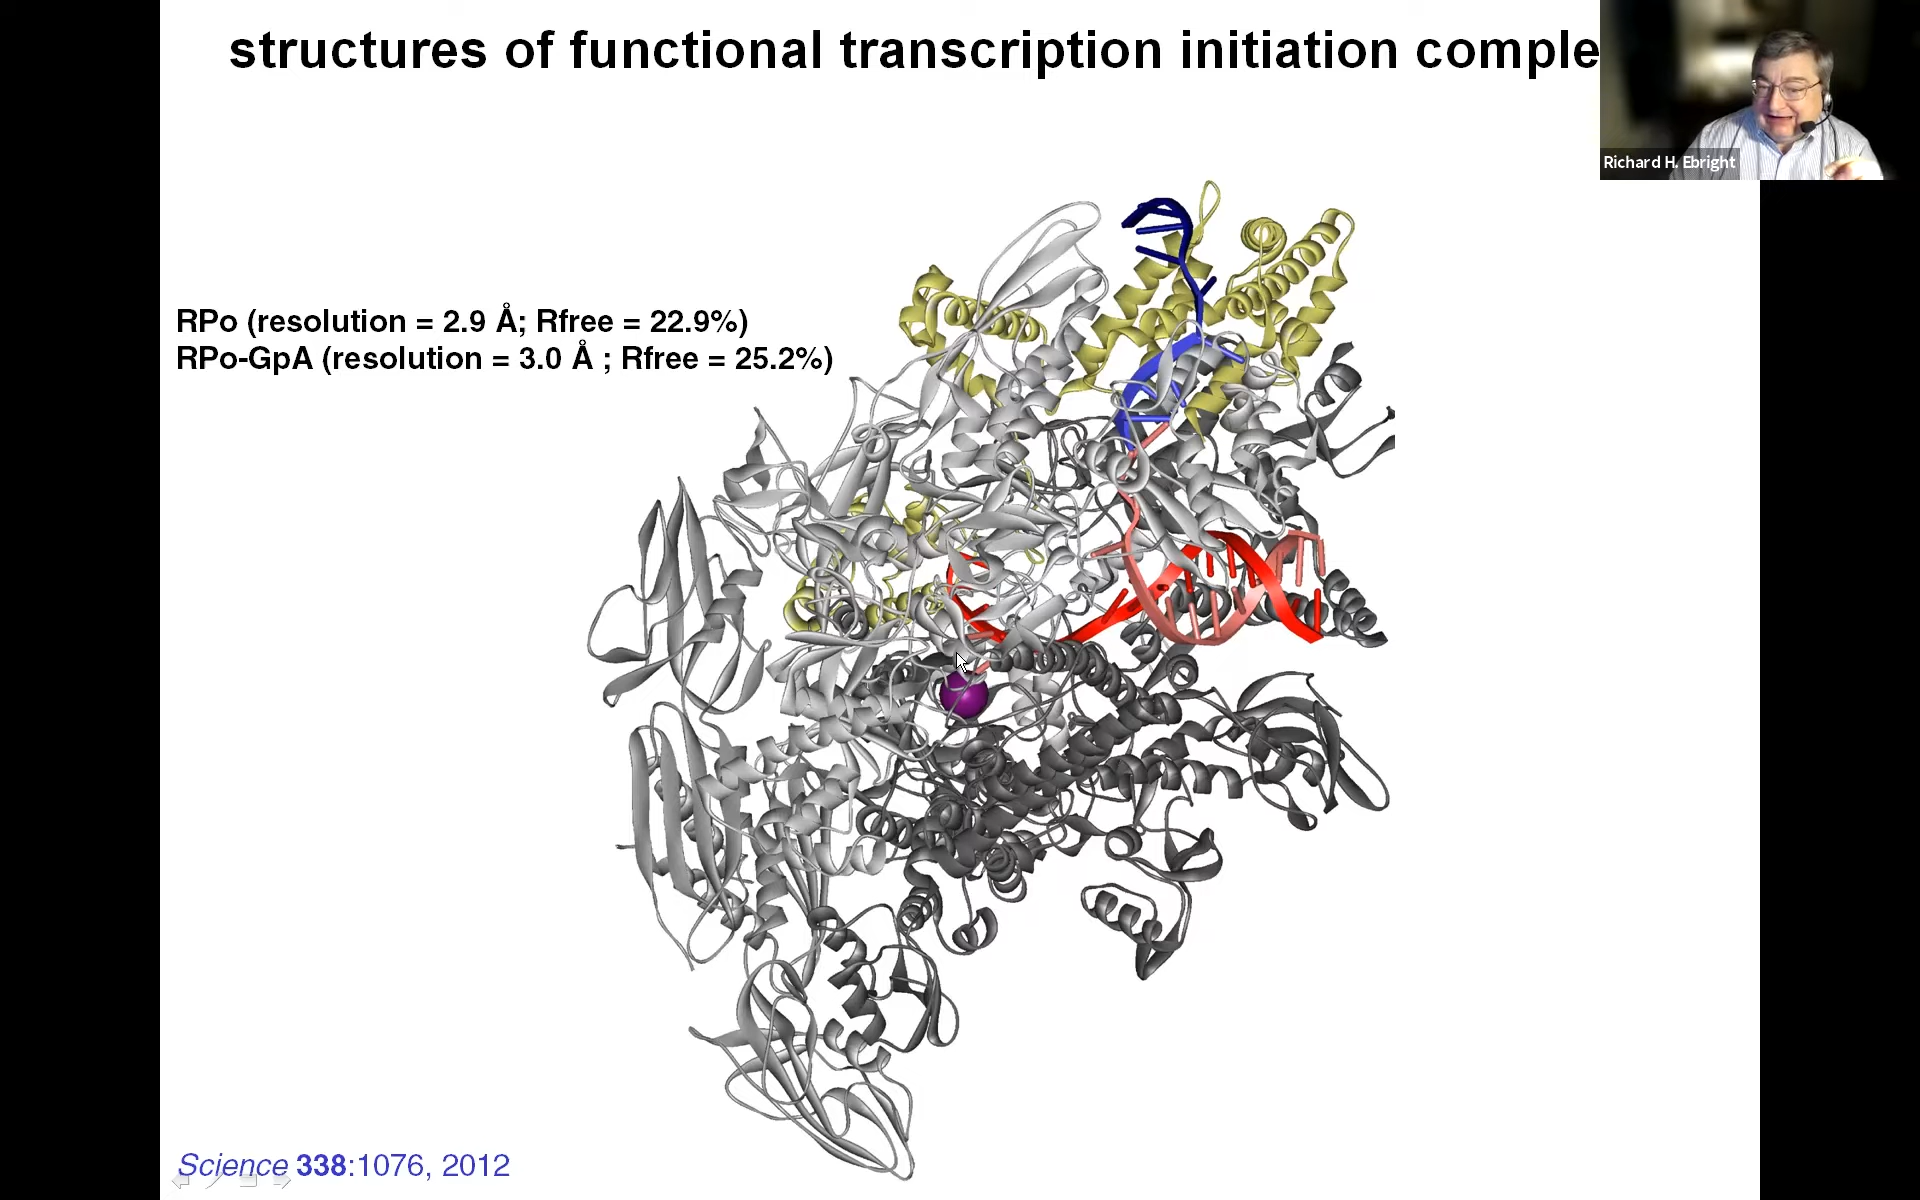 structures of functional transcription initiation comple
Richard H. Ebright
RPo (resolution = 2.9 Å; Rfree = 22.9%)
RPo-GpA (resolution = 3.0 Å ; Rfree = 25.2%)
Science 338:1076, 2012